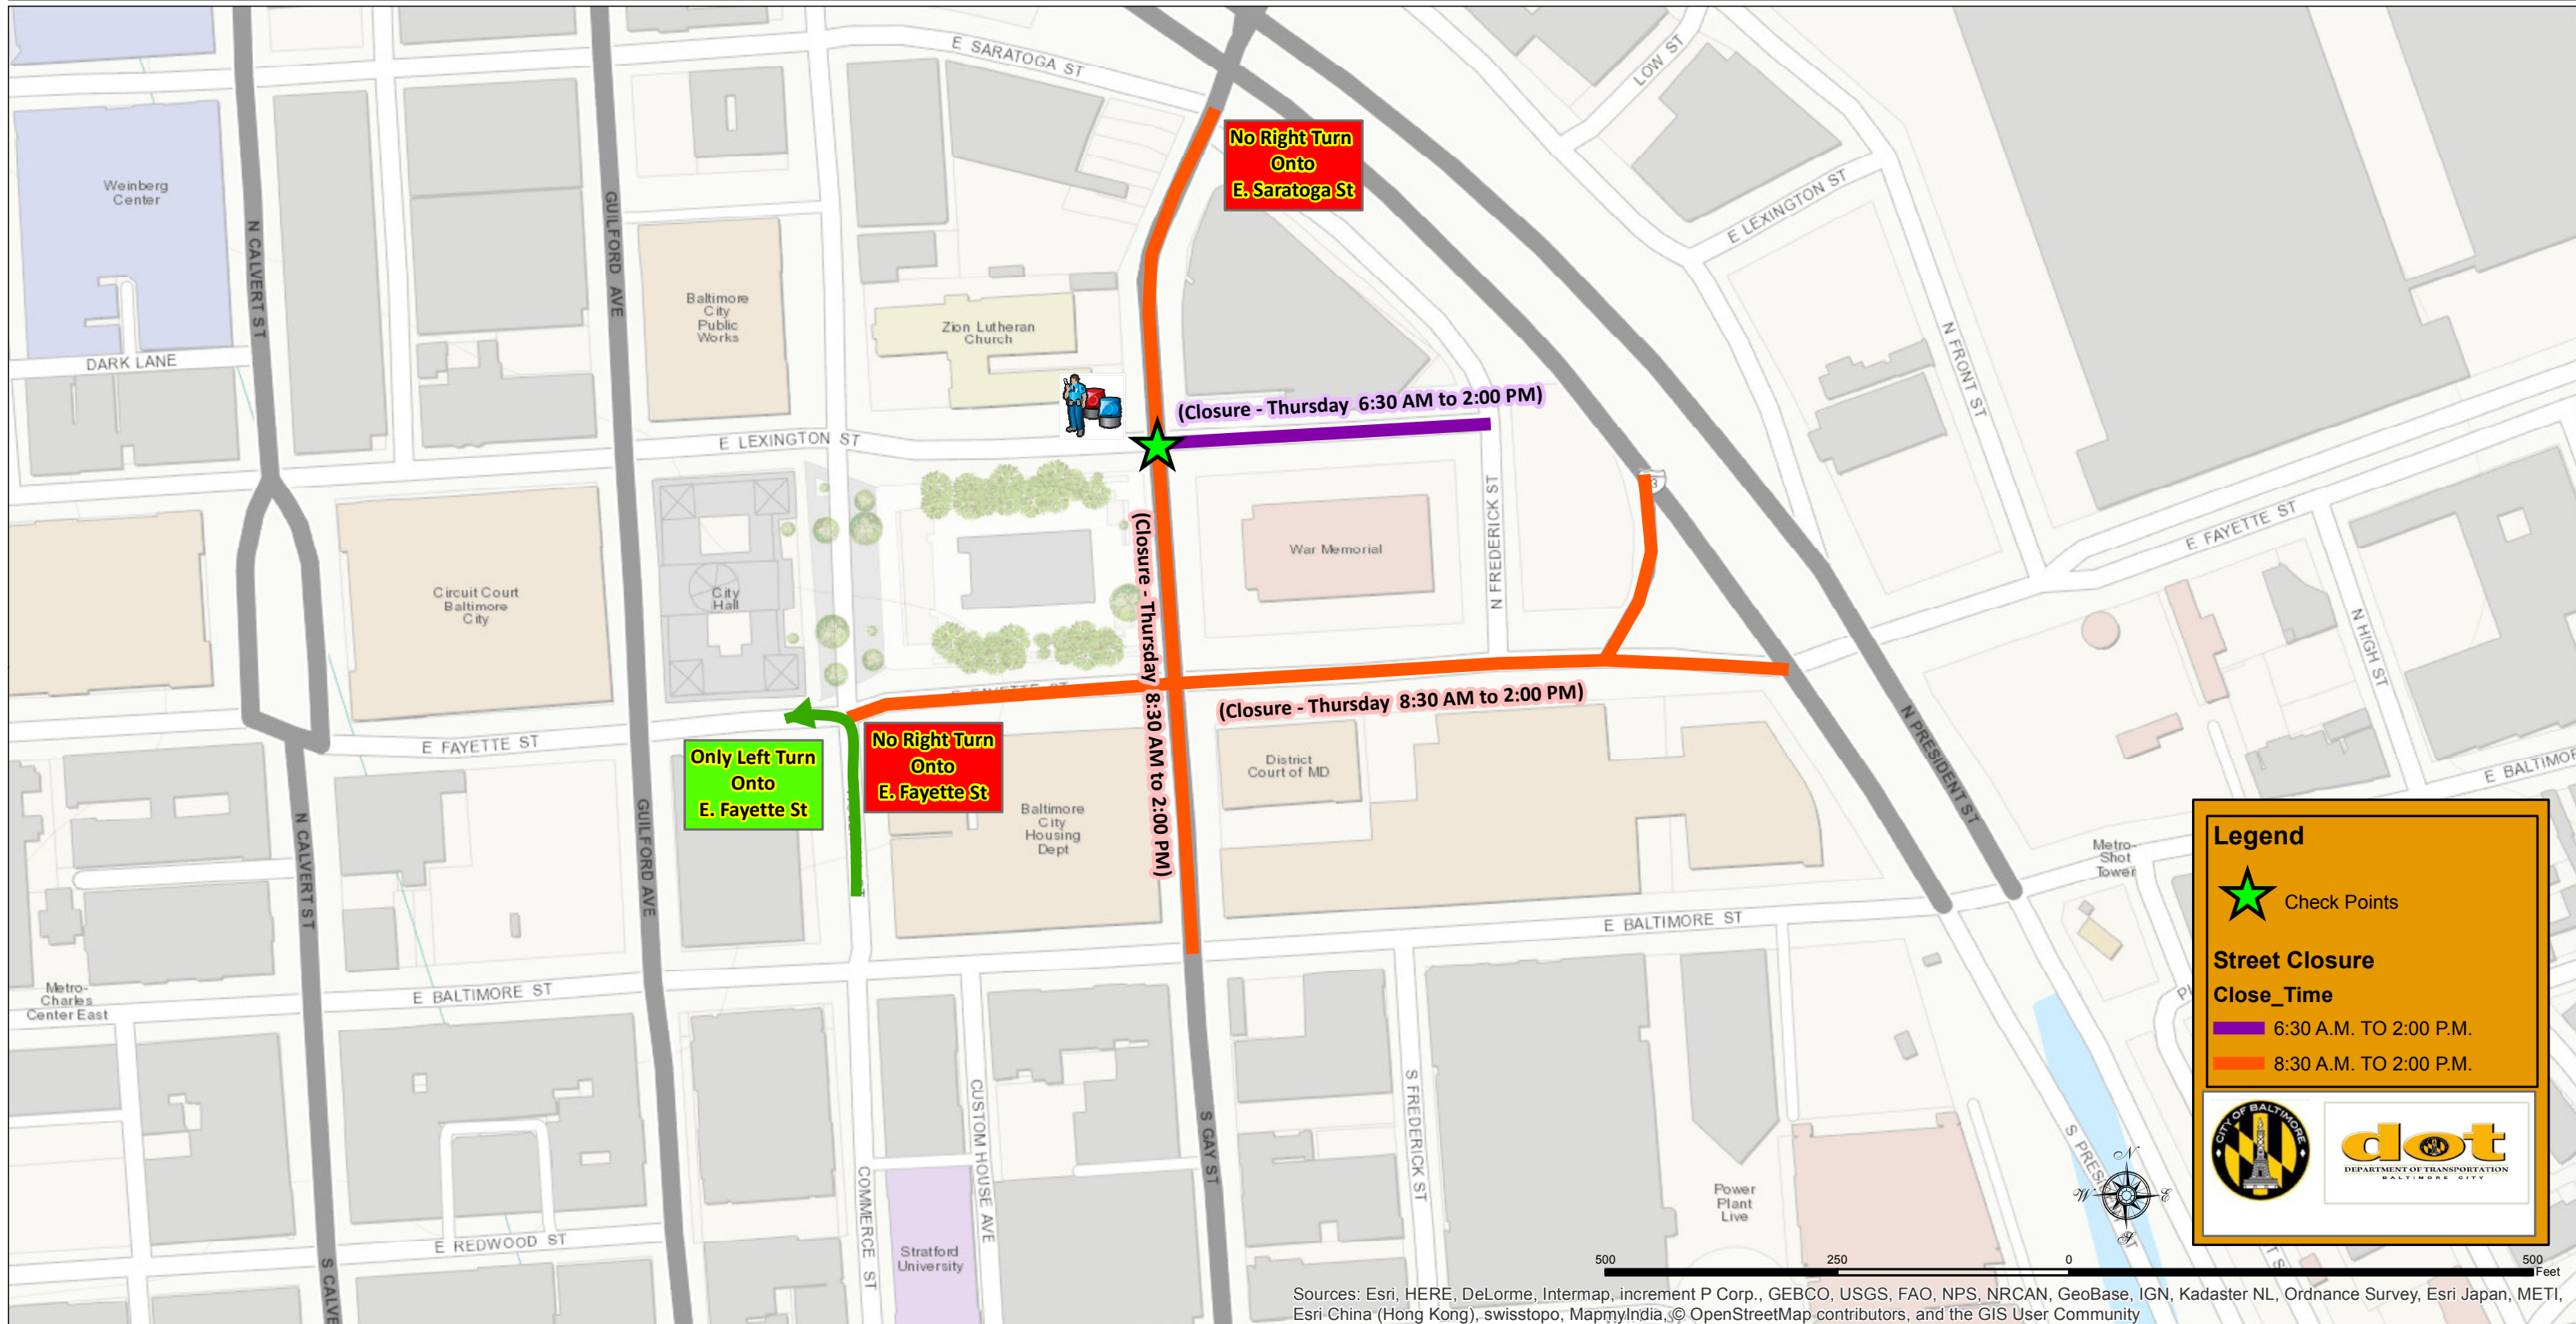 E SARATOGA ST
LOW ST
No Right Turn
Onto
E. Saratoga St
Weinberg
Center
N CALVERT ST
GUILFORD AVE
E LEXINGTON ST
Baltimore
City
Public
Works
Zion Lutheran
Church
DARK LANE
N FRONT ST
(Closure - Thursday 6:30 AM to 2:00 PM)
E LEXINGTON ST
N FREDERICK ST
War Memorial
E FAYETTE ST
Circuit Court
Baltimore
City
City
Hall
(Closure - Thursday 8:30 AM to 2:00 PM)
N HIGH ST
E FAYETTE ST
(Closure - Thursday 8:30 AM to 2:00 PM)
N PRESIDENT ST
E FAYETTE ST
Only Left Turn
Onto
E. Fayette St
No Right Turn
Onto
E. Fayette St
District
Court of MD
E BALTIMOR
Baltimore
City
Housing
Dept
N CALVERT ST
GUILFORD AVE
Metro-
Shot
Tower
E BALTIMORE ST
Metro-
Charles
Center East
E BALTIMORE ST
CUSTOM HOUSE AVE
S FREDERICK ST
S GAY ST
COMMERCE ST
Power
Plant
Live
Stratford
University
E REDWOOD ST
S CALVE
Legend
Check Points
Street Closure
Close_Time
6:30 A.M. TO 2:00 P.M.
8:30 A.M. TO 2:00 P.M.
CITY OF BALTIMORE
dot
DEPARTMENT OF TRANSPORTATION
BALTIMORE CITY
N
W
E
S
500 250 0 500
Feet
Sources: Esri, HERE, DeLorme, Intermap, increment P Corp., GEBCO, USGS, FAO, NPS, NRCAN, GeoBase, IGN, Kadaster NL, Ordnance Survey, Esri Japan, METI,
Esri China (Hong Kong), swisstopo, MapmyIndia, © OpenStreetMap contributors, and the GIS User Community